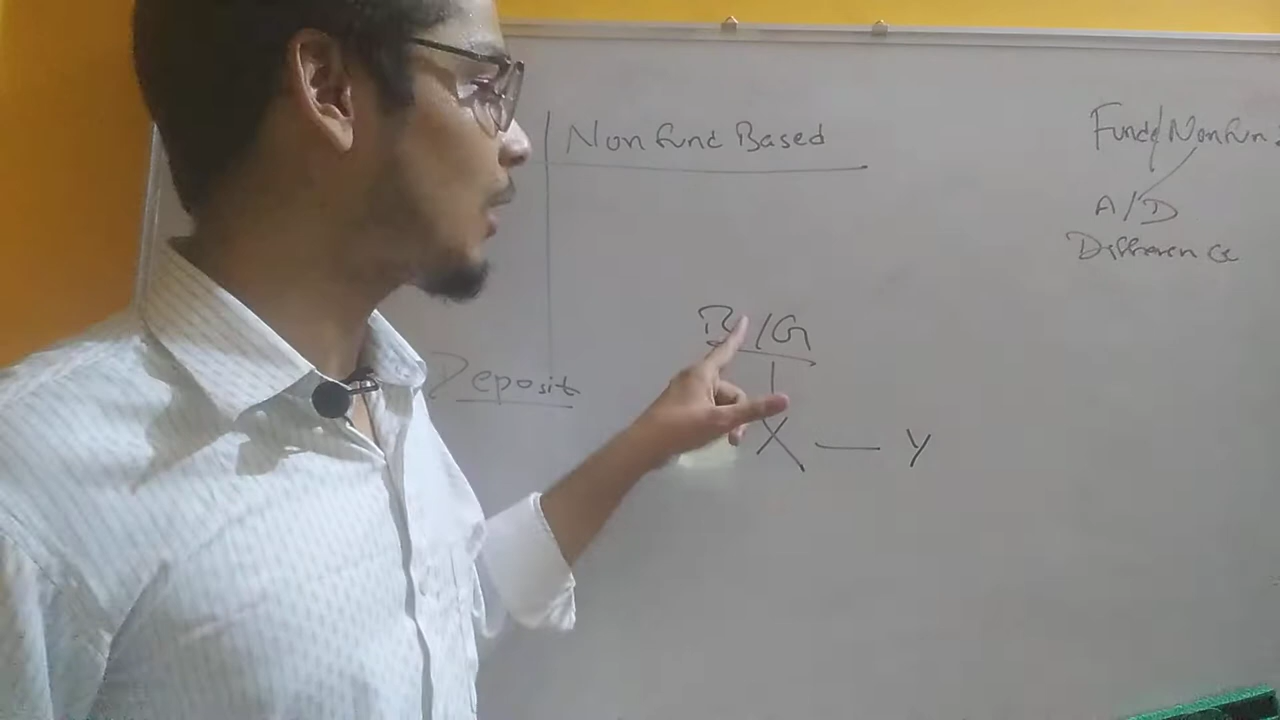 Non fund Based
Fund/Nonfun
A/D
Difference
B/G
Deposit
X — Y